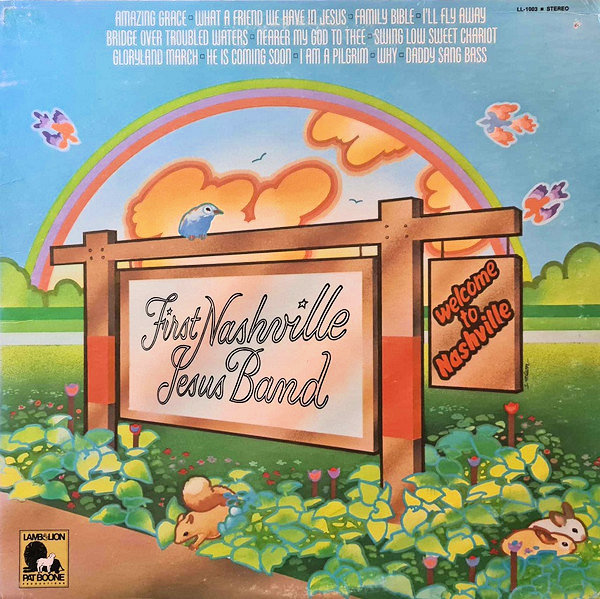 LL-1003 ■ STEREO
AMAZING GRACE · WHAT A FRIEND WE HAVE IN JESUS · FAMILY BIBLE · I'LL FLY AWAY
BRIDGE OVER TROUBLED WATERS · NEARER MY GOD TO THEE · SWING LOW SWEET CHARIOT
GLORYLAND MARCH · HE IS COMING SOON · I AM A PILGRIM · WHY · DADDY SANG BASS
First Nashville
Jesus Band
Welcome
to
Nashville
LAMB & LION
PAT BOONE
PRODUCTIONS